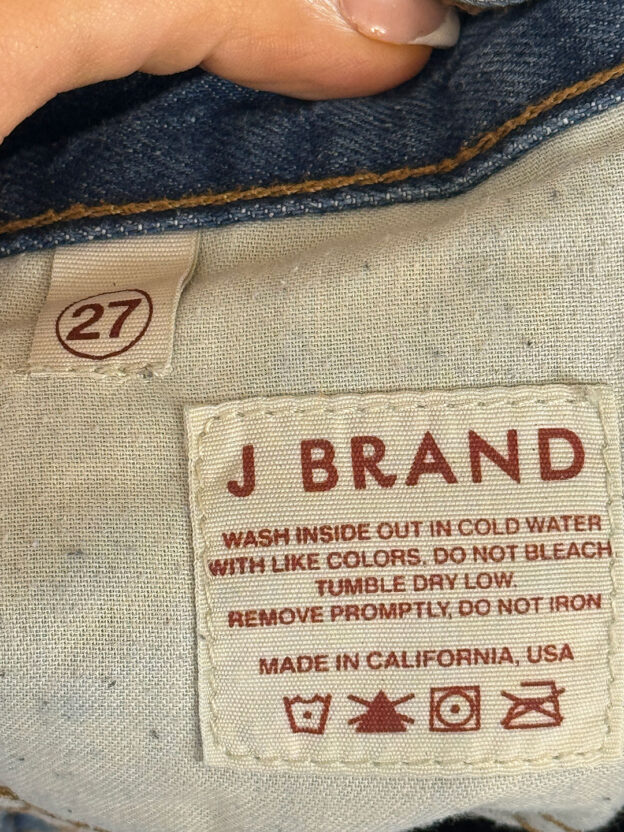 27
J BRAND
WASH INSIDE OUT IN COLD WATER
WITH LIKE COLORS, DO NOT BLEACH
TUMBLE DRY LOW.
REMOVE PROMPTLY, DO NOT IRON
MADE IN CALIFORNIA, USA